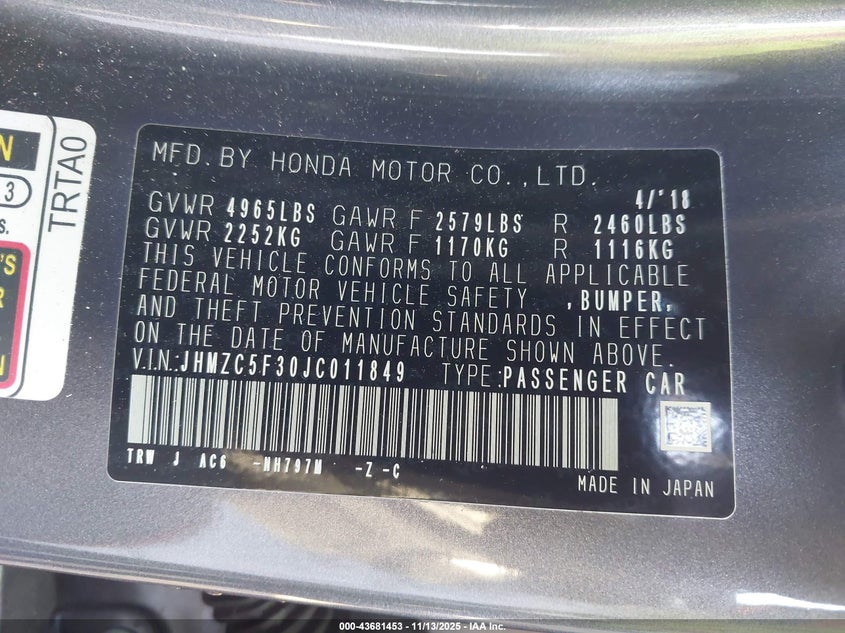 N
3
s.
'S
R
N
TRTA0
MFD.BY HONDA MOTOR CO.,LTD.
4/'18
GVWR 4965LBS GAWR F 2579LBS R 2460LBS
GVWR 2252KG GAWR F 1170KG R 1116KG
THIS VEHICLE CONFORMS TO ALL APPLICABLE
FEDERAL MOTOR VEHICLE SAFETY ,BUMPER,
AND THEFT PREVENTION STANDARDS IN EFFECT
ON THE DATE OF MANUFACTURE SHOWN ABOVE.
V.I.N.:JHMZC5F30JC011849 TYPE:PASSENGER CAR
TRW J AC6 -NH797M -Z -C
MADE IN JAPAN
000-43681453 - 11/13/2025 - IAA Inc.